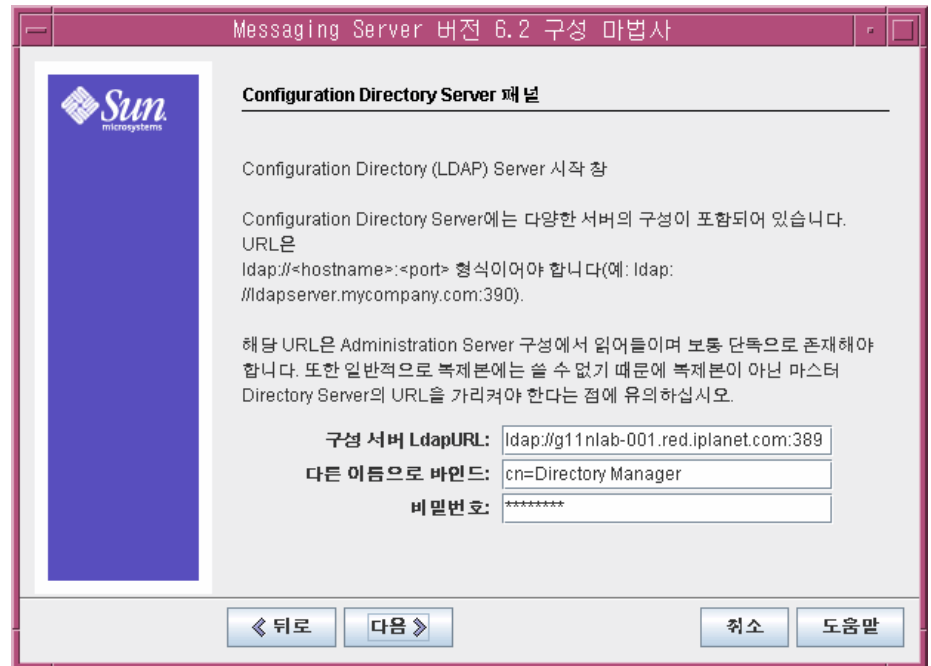 Messaging Server 버전 6.2 구성 마법사
Sun
microsystems
Configuration Directory Server 패널
Configuration Directory (LDAP) Server 시작 창
Configuration Directory Server에는 다양한 서버의 구성이 포함되어 있습니다.
URL은
ldap://<hostname>:<port> 형식이어야 합니다(예: ldap:
//ldapserver.mycompany.com:390).
해당 URL은 Administration Server 구성에서 읽어들이며 보통 단독으로 존재해야
합니다. 또한 일반적으로 복제본에는 쓸 수 없기 때문에 복제본이 아닌 마스터
Directory Server의 URL을 가리켜야 한다는 점에 유의하십시오.
구성 서버 LdapURL: ldap://g11nlab-001.red.iplanet.com:389
다른 이름으로 바인드: cn=Directory Manager
비밀번호: ********
뒤로 다음 취소 도움말